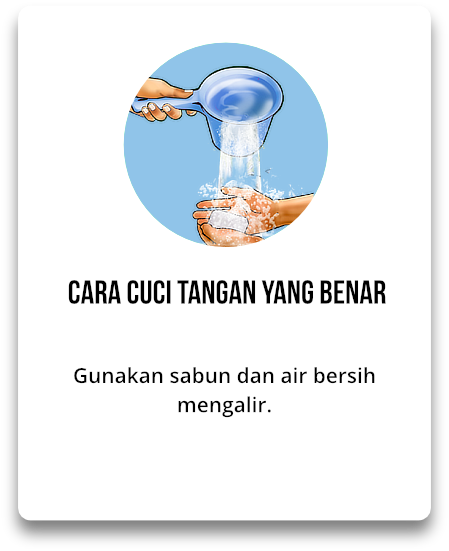 CARA CUCI TANGAN YANG BENAR
Gunakan sabun dan air bersih
mengalir.